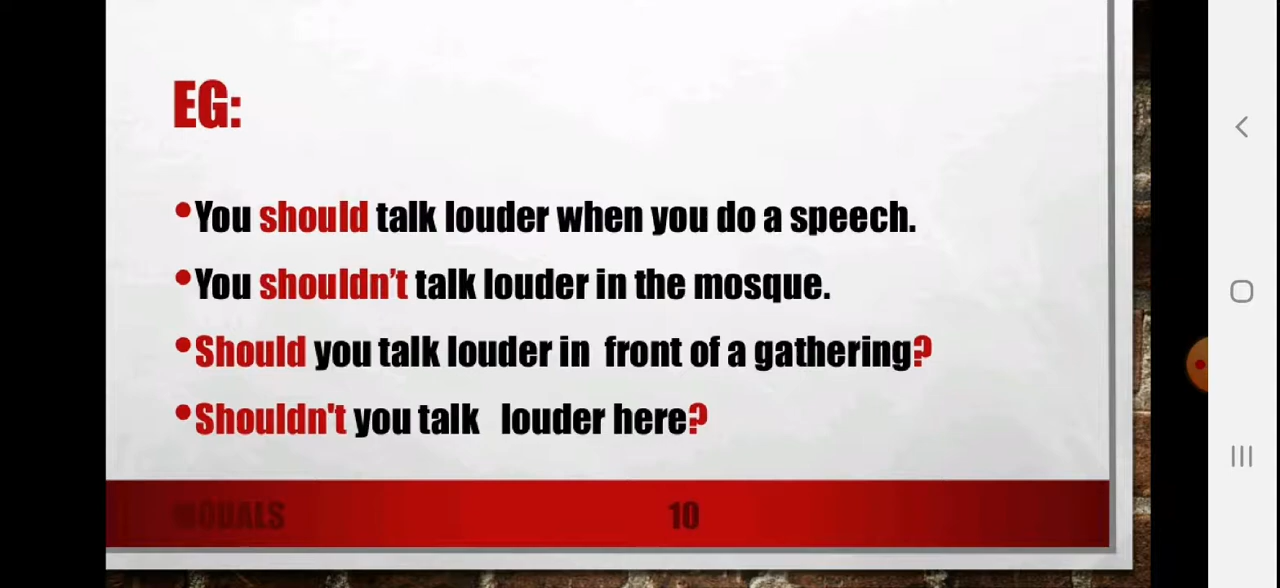 EG:
•You should talk louder when you do a speech.
•You shouldn’t talk louder in the mosque.
•Should you talk louder in front of a gathering?
•Shouldn't you talk louder here?
MODALS 10